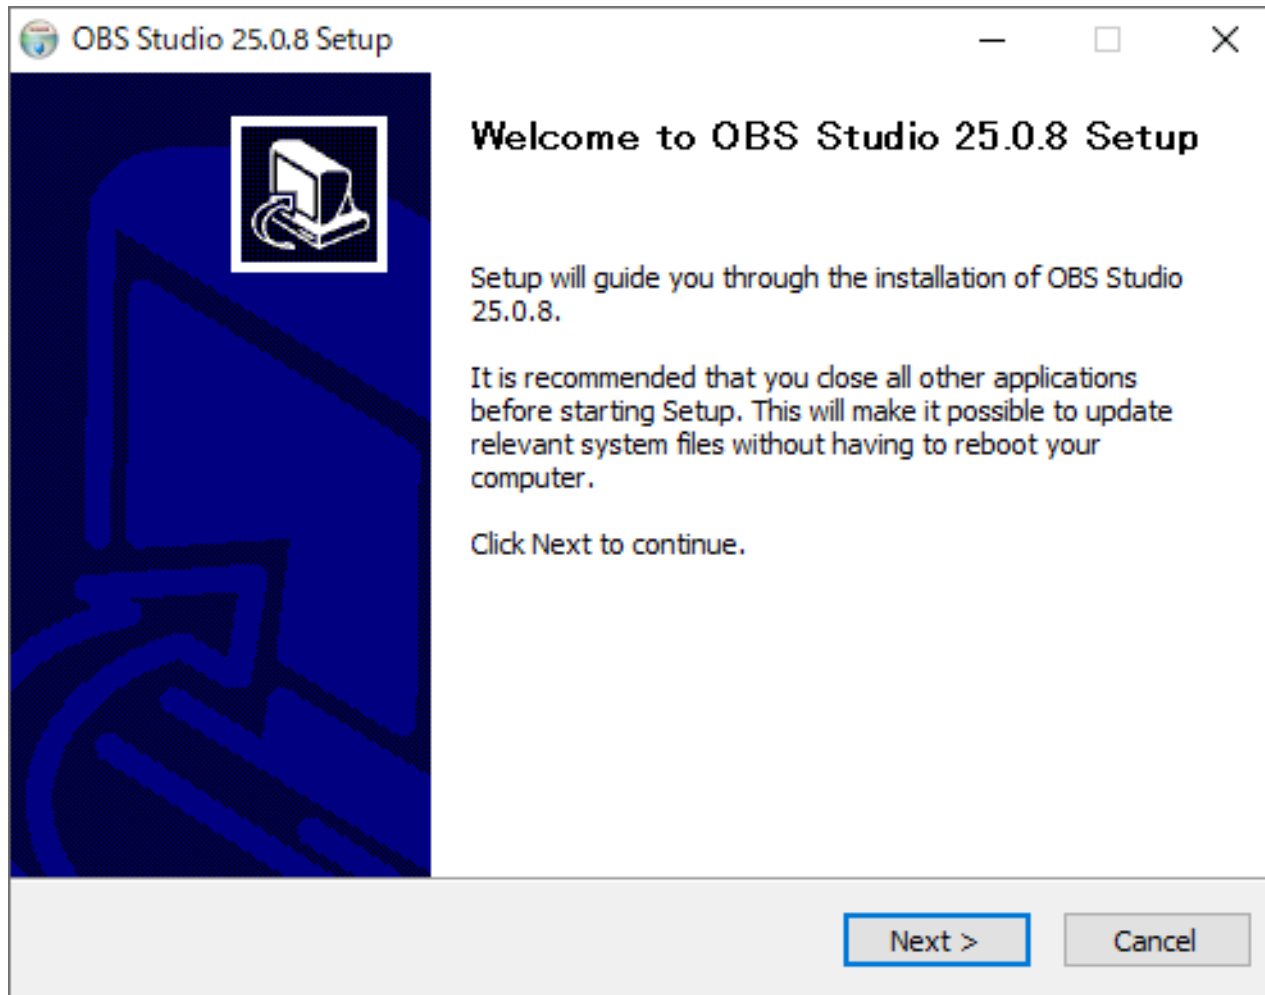 OBS Studio 25.0.8 Setup
Welcome to OBS Studio 25.0.8 Setup
Setup will guide you through the installation of OBS Studio
25.0.8.
It is recommended that you close all other applications
before starting Setup. This will make it possible to update
relevant system files without having to reboot your
computer.
Click Next to continue.
Next >
Cancel